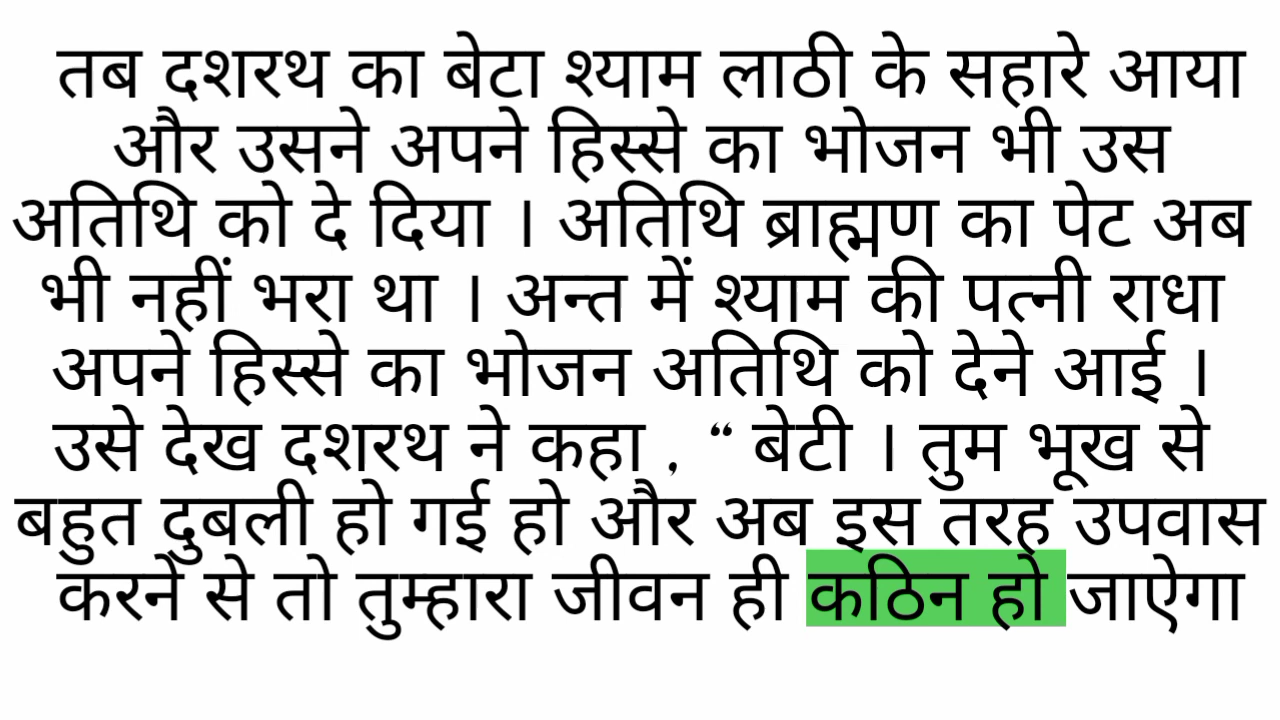 तब दशरथ का बेटा श्याम लाठी के सहारे आया
और उसने अपने हिस्से का भोजन भी उस
अतिथि को दे दिया । अतिथि ब्राह्मण का पेट अब
भी नहीं भरा था । अन्त में श्याम की पत्नी राधा
अपने हिस्से का भोजन अतिथि को देने आई ।
उसे देख दशरथ ने कहा , “ बेटी । तुम भूख से
बहुत दुबली हो गई हो और अब इस तरह उपवास
करने से तो तुम्हारा जीवन ही कठिन हो जाऐगा